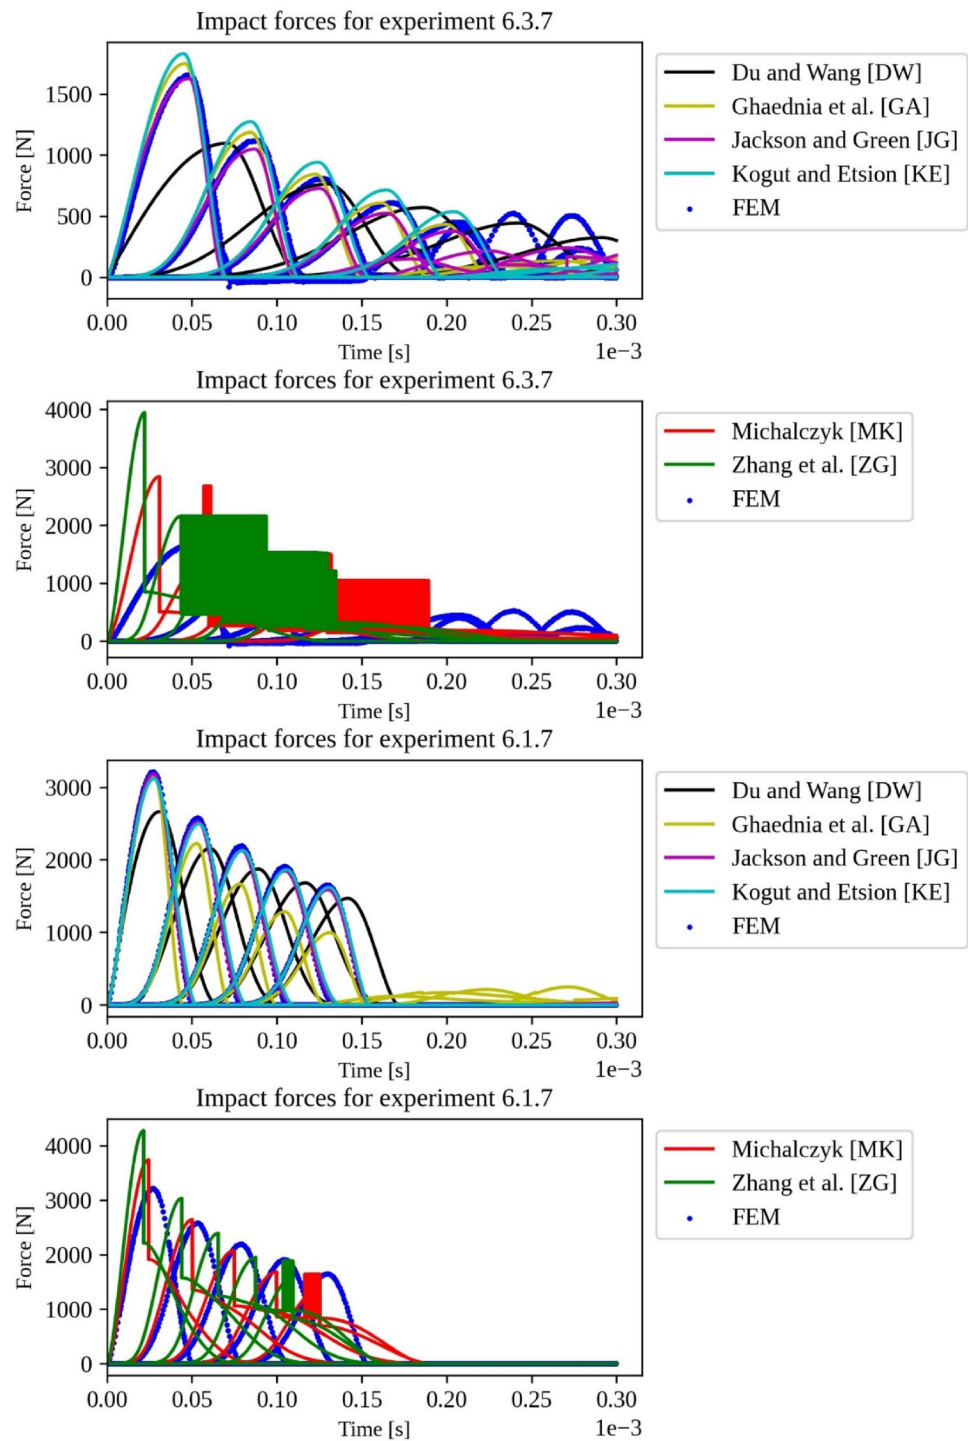 Impact forces for experiment 6.3.7
Force [N]
1500
1000
500
0
0.00 0.05 0.10 0.15 0.20 0.25 0.30
Time [s]
1e−3
Du and Wang [DW]
Ghaednia et al. [GA]
Jackson and Green [JG]
Kogut and Etsion [KE]
FEM
Impact forces for experiment 6.3.7
Force [N]
4000
3000
2000
1000
0
0.00 0.05 0.10 0.15 0.20 0.25 0.30
Time [s]
1e−3
Michalczyk [MK]
Zhang et al. [ZG]
FEM
Impact forces for experiment 6.1.7
Force [N]
3000
2000
1000
0
0.00 0.05 0.10 0.15 0.20 0.25 0.30
Time [s]
1e−3
Du and Wang [DW]
Ghaednia et al. [GA]
Jackson and Green [JG]
Kogut and Etsion [KE]
FEM
Impact forces for experiment 6.1.7
Force [N]
4000
3000
2000
1000
0
0.00 0.05 0.10 0.15 0.20 0.25 0.30
Time [s]
1e−3
Michalczyk [MK]
Zhang et al. [ZG]
FEM